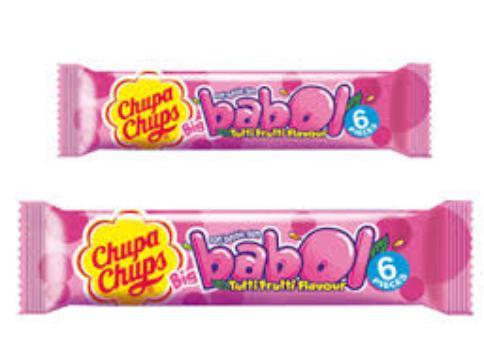 Chupa
Chups
Big
babol
Tutti Frutti Flavour
6
PIECES
Chupa
Chups
Big
babol
Tutti Frutti Flavour
6
PIECES